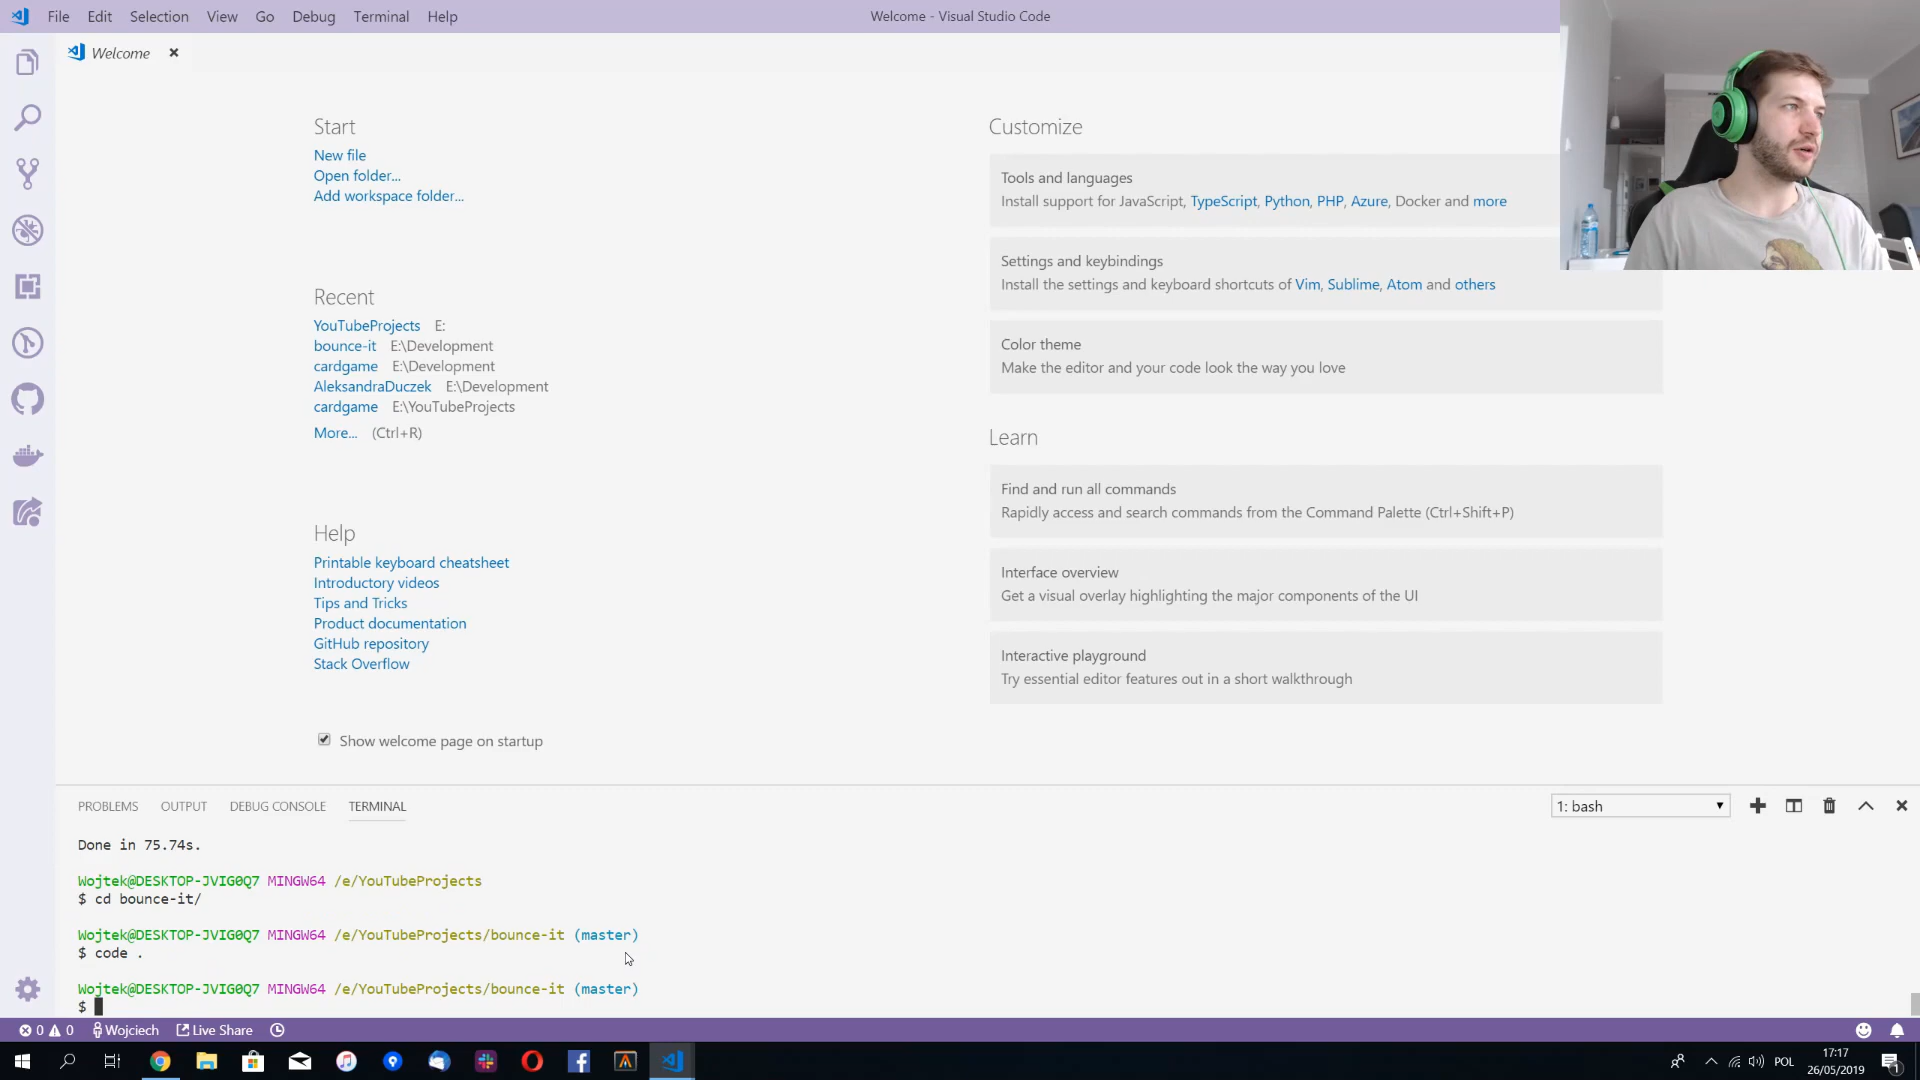 File Edit Selection View Go Debug Terminal Help
Welcome - Visual Studio Code
Welcome
Start
New file
Open folder...
Add workspace folder...
Recent
YouTubeProjects E:
bounce-it E:\Development
cardgame E:\Development
AleksandraDuczek E:\Development
cardgame E:\YouTubeProjects
More... (Ctrl+R)
Help
Printable keyboard cheatsheet
Introductory videos
Tips and Tricks
Product documentation
GitHub repository
Stack Overflow
Show welcome page on startup
Customize
Tools and languages
Install support for JavaScript, TypeScript, Python, PHP, Azure, Docker and more
Settings and keybindings
Install the settings and keyboard shortcuts of Vim, Sublime, Atom and others
Color theme
Make the editor and your code look the way you love
Learn
Find and run all commands
Rapidly access and search commands from the Command Palette (Ctrl+Shift+P)
Interface overview
Get a visual overlay highlighting the major components of the UI
Interactive playground
Try essential editor features out in a short walkthrough
PROBLEMS OUTPUT DEBUG CONSOLE TERMINAL
1: bash
Done in 75.74s.
Wojtek@DESKTOP-JVIG0Q7 MINGW64 /e/YouTubeProjects
$ cd bounce-it/
Wojtek@DESKTOP-JVIG0Q7 MINGW64 /e/YouTubeProjects/bounce-it (master)
$ code .
Wojtek@DESKTOP-JVIG0Q7 MINGW64 /e/YouTubeProjects/bounce-it (master)
$
0 0 Wojciech Live Share
POL
17:17
26/05/2019
1